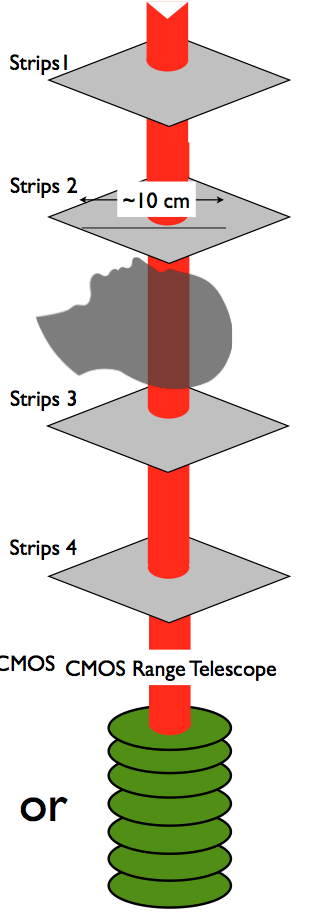 Strips1
Strips 2
~10 cm
Strips 3
Strips 4
CMOS CMOS Range Telescope
or